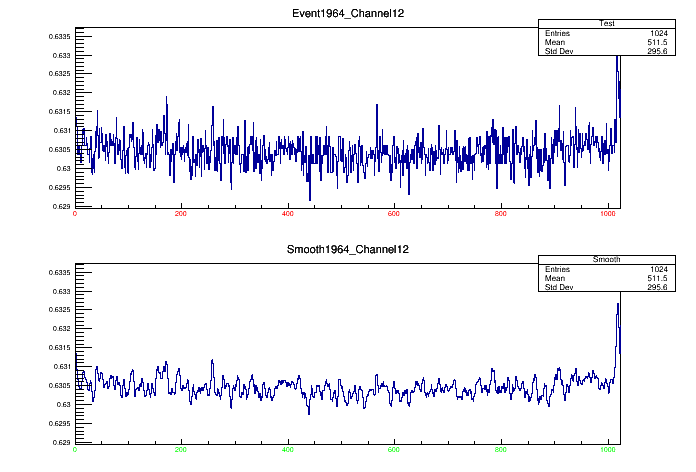 Event1964_Channel12
Test
Entries 1024
Mean 511.5
Std Dev 295.6
0.6335
0.633
0.6325
0.632
0.6315
0.631
0.6305
0.63
0.6295
0.629
0 200 400 600 800 1000
Smooth1964_Channel12
Smooth
Entries 1024
Mean 511.5
Std Dev 295.6
0.6335
0.633
0.6325
0.632
0.6315
0.631
0.6305
0.63
0.6295
0.629
0 200 400 600 800 1000